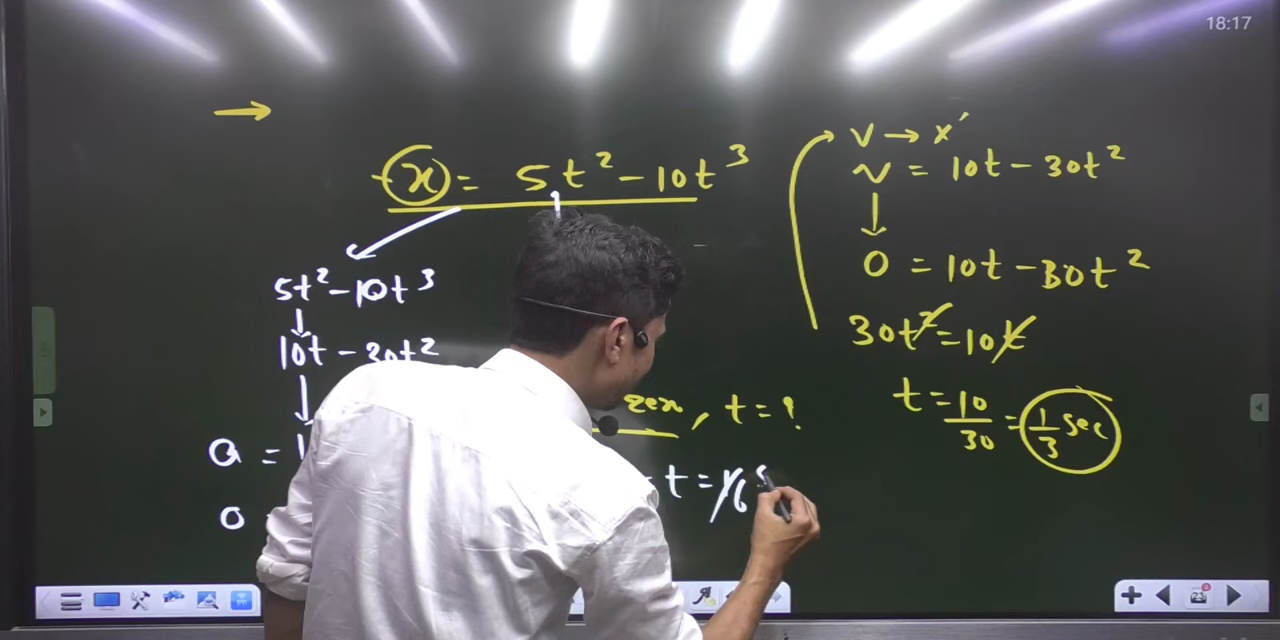 18:17
→
x = 5t² – 10t³
5t² – 10t³
↓
10t – 30t²
↓
a =
0
zero, t = ?
t = 1/6 s
v → x′
v = 10t – 30t²
↓
0 = 10t – 30t²
30t² = 10t
t = 10/30 = 1/3 sec